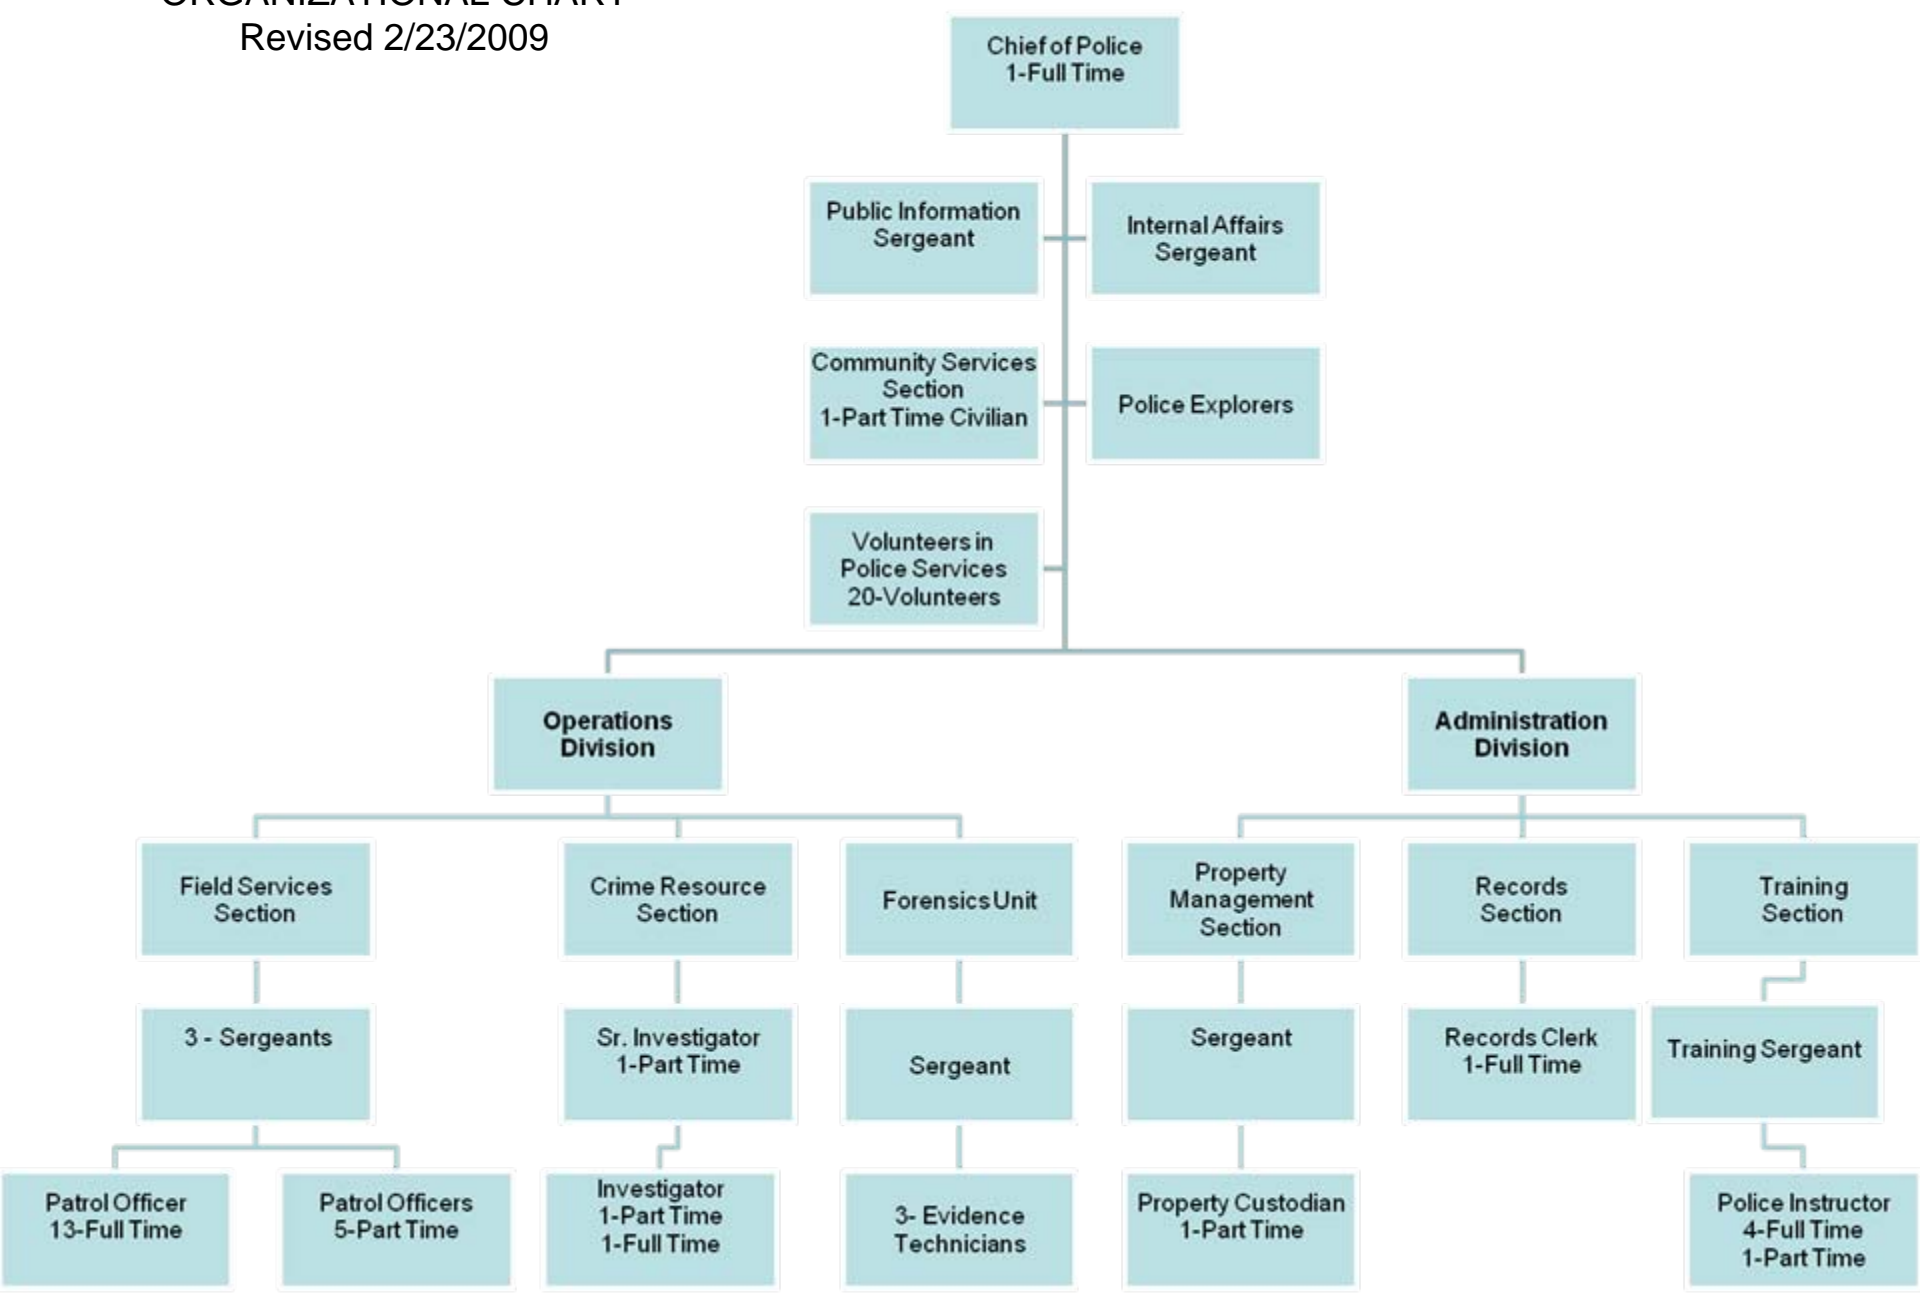 ORGANIZATIONAL CHART
Revised 2/23/2009
Chief of Police
1-Full Time
Public Information
Sergeant
Internal Affairs
Sergeant
Community Services
Section
1-Part Time Civilian
Police Explorers
Volunteers in
Police Services
20-Volunteers
Operations
Division
Administration
Division
Field Services
Section
Crime Resource
Section
Forensics Unit
Property
Management
Section
Records
Section
Training
Section
3 - Sergeants
Sr. Investigator
1-Part Time
Sergeant
Sergeant
Records Clerk
1-Full Time
Training Sergeant
Patrol Officer
13-Full Time
Patrol Officers
5-Part Time
Investigator
1-Part Time
1-Full Time
3- Evidence
Technicians
Property Custodian
1-Part Time
Police Instructor
4-Full Time
1-Part Time